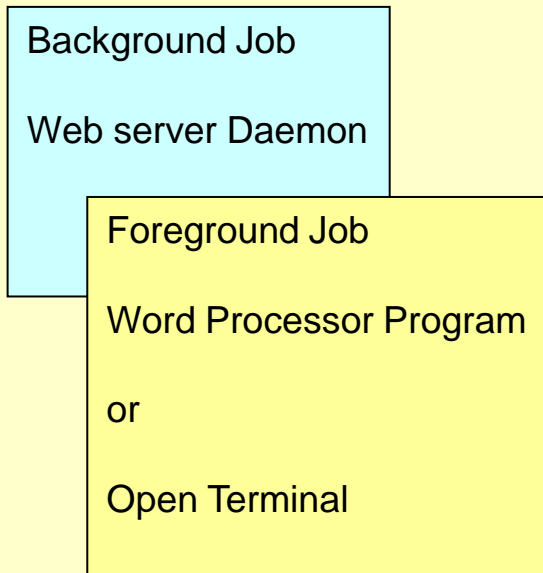 Background Job
Web server Daemon
Foreground Job
Word Processor Program
or
Open Terminal